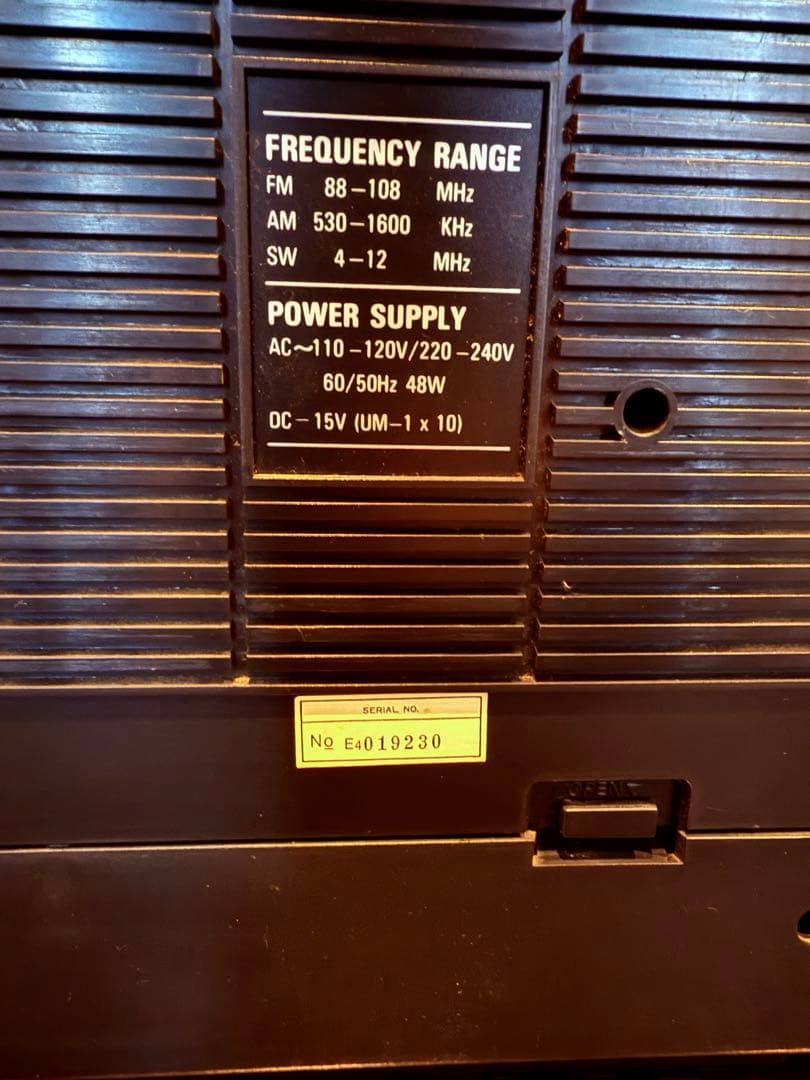 FREQUENCY RANGE
FM 88-108 MHz
AM 530-1600 KHz
SW 4-12 MHz
POWER SUPPLY
AC~110-120V/220-240V
60/50Hz 48W
DC-15V (UM-1 x 10)
SERIAL NO.
No E4019230
OPEN